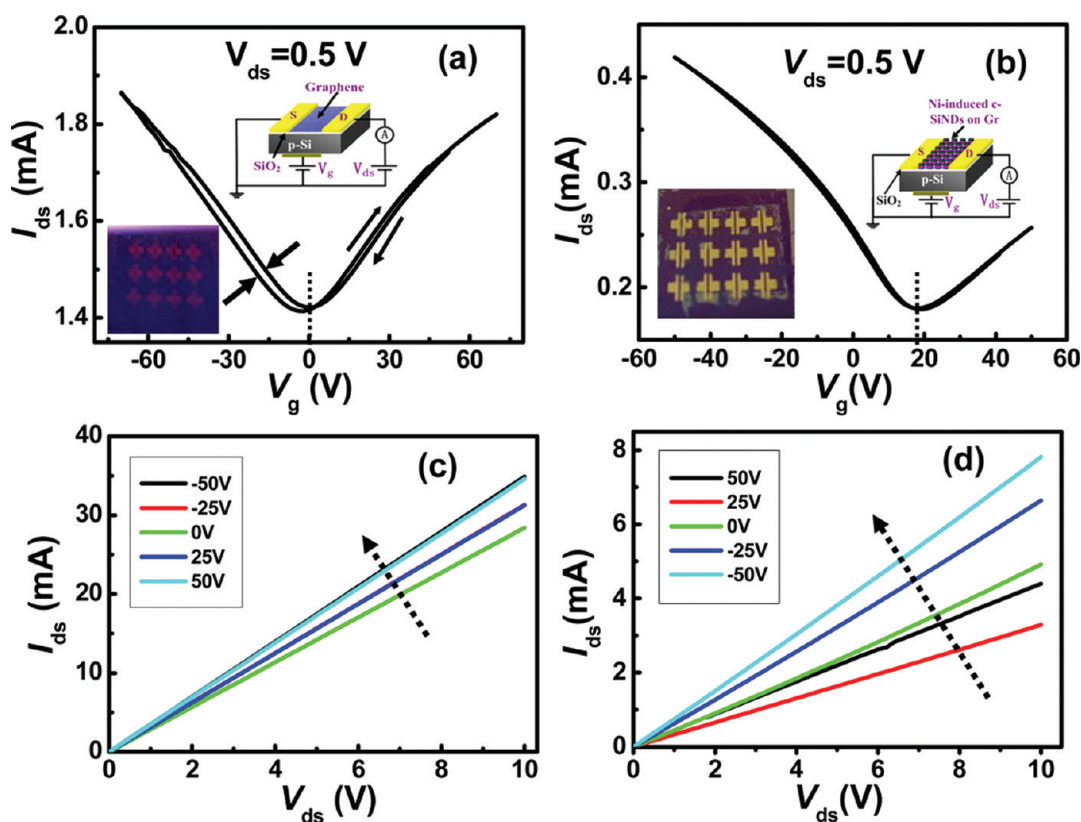 2.0
1.8
1.6
1.4
I_ds (mA)
V_ds=0.5 V
(a)
Graphene
S
D
A
p-Si
SiO₂
V_g
V_ds
-60
-30
0
30
60
V_g (V)
0.4
0.3
0.2
I_ds (mA)
V_ds=0.5 V
(b)
Ni-induced c-
SiNDs on Gr
S
D
A
p-Si
SiO₂
V_g
V_ds
-60
-40
-20
0
20
40
60
V_g (V)
40
30
20
10
0
I_ds (mA)
(c)
-50V
-25V
0V
25V
50V
0
2
4
6
8
10
V_ds (V)
8
6
4
2
0
I_ds (mA)
(d)
50V
25V
0V
-25V
-50V
0
2
4
6
8
10
V_ds (V)